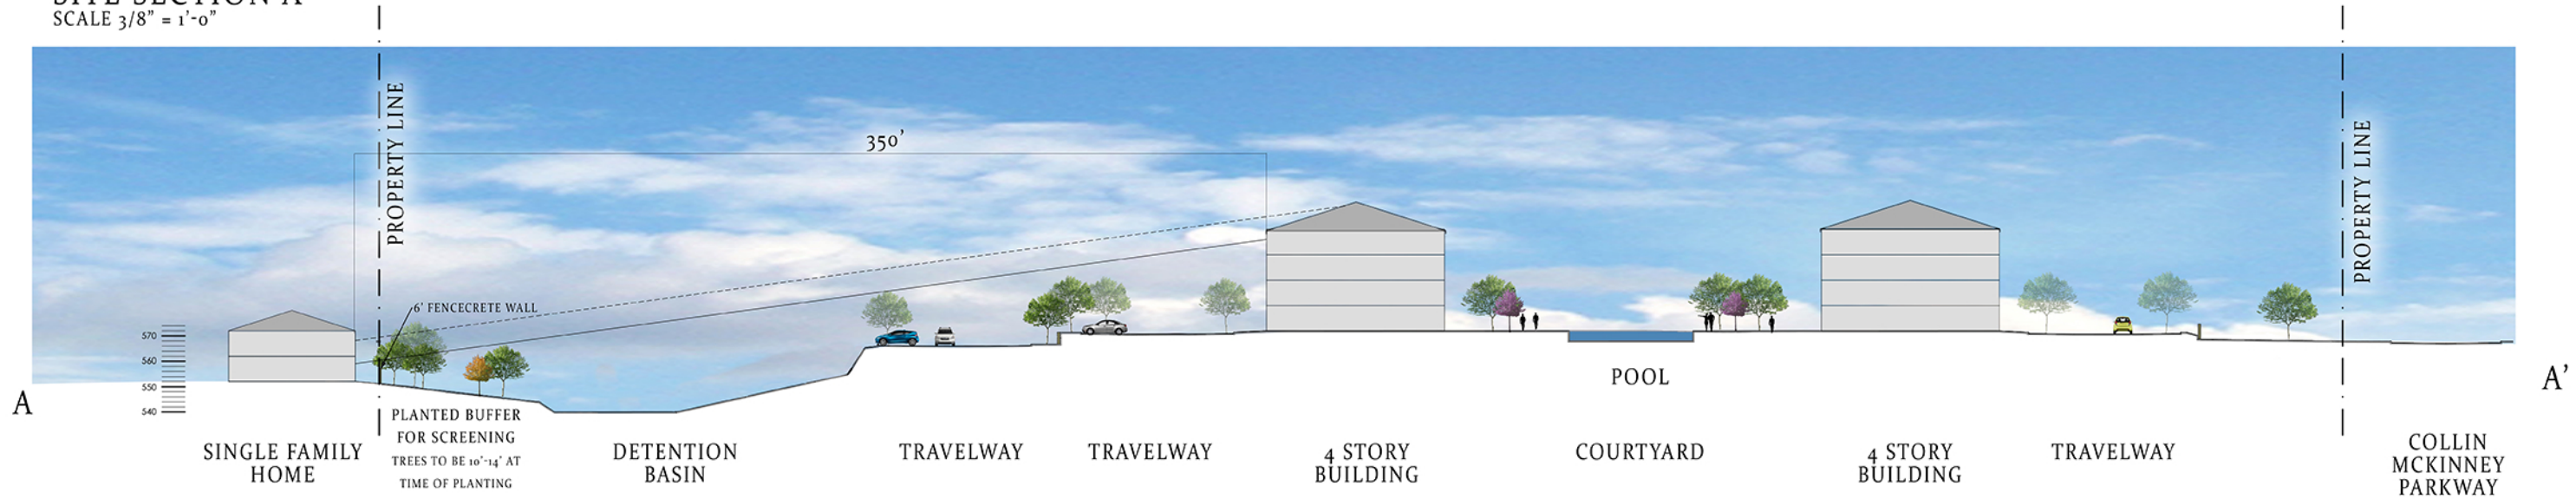 SITE SECTION A
SCALE 3/8" = 1'-0"
PROPERTY LINE
350'
PROPERTY LINE
6' FENCECRETE WALL
570
560
550
540
A
A'
POOL
PLANTED BUFFER
FOR SCREENING
TREES TO BE 10'-14' AT
TIME OF PLANTING
SINGLE FAMILY
HOME
DETENTION
BASIN
TRAVELWAY
TRAVELWAY
4 STORY
BUILDING
COURTYARD
4 STORY
BUILDING
TRAVELWAY
COLLIN
MCKINNEY
PARKWAY